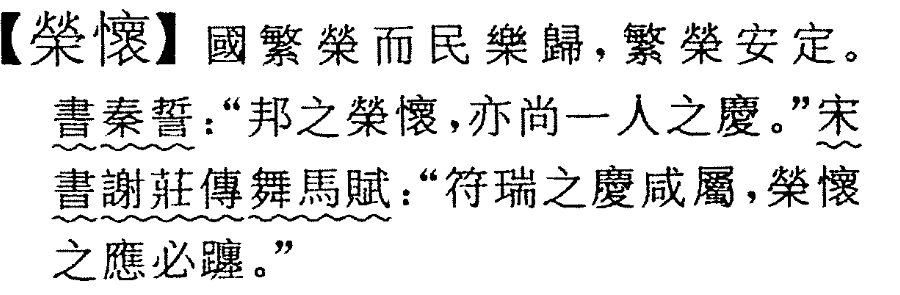 【榮懷】國繁榮而民樂歸，繁榮安定。
書秦誓：“邦之榮懷，亦尚一人之慶。”宋
書謝莊傳舞馬賦：“符瑞之慶咸屬，榮懷
之應必躔。”